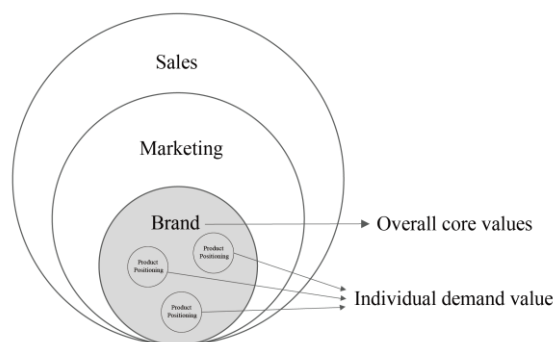 Sales
Marketing
Brand
Overall core values
Product
Positioning
Product
Positioning
Individual demand value
Product
Positioning